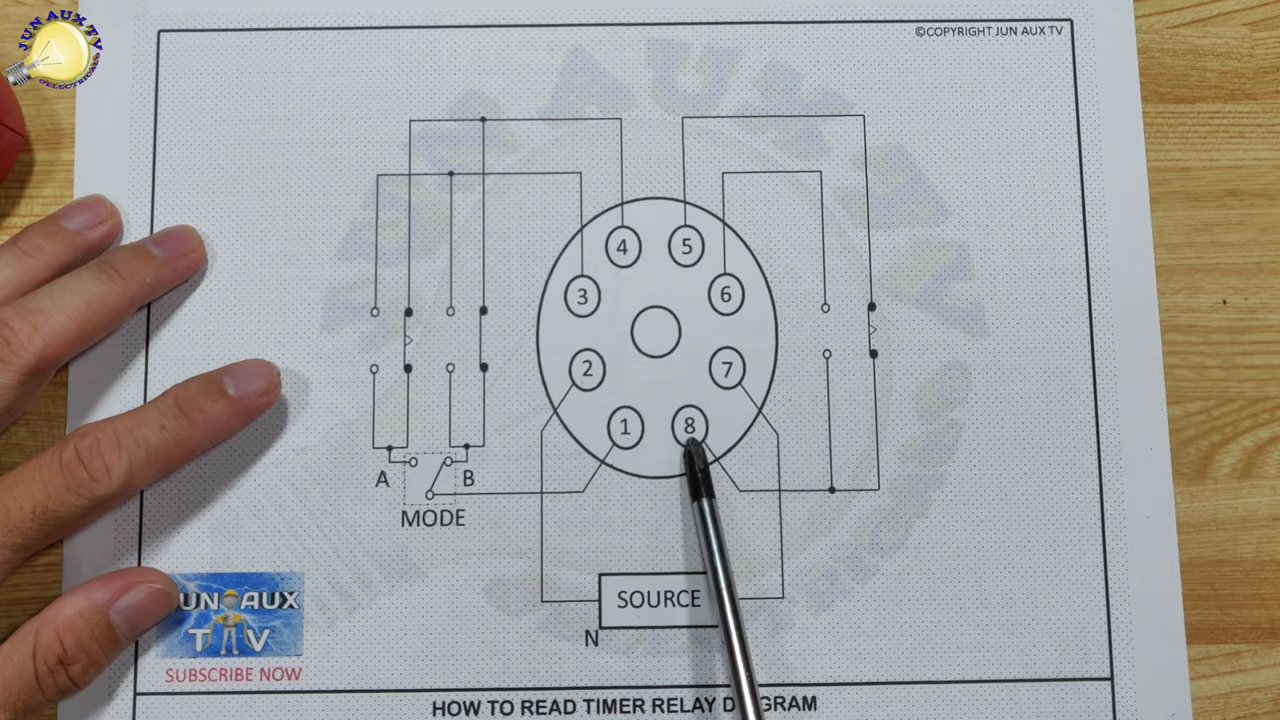 JUN AUX TV
©COPYRIGHT JUN AUX TV
4
5
3
6
2
7
1
8
A
B
MODE
SOURCE
N
JUN AUX
TV
SUBSCRIBE NOW
HOW TO READ TIMER RELAY